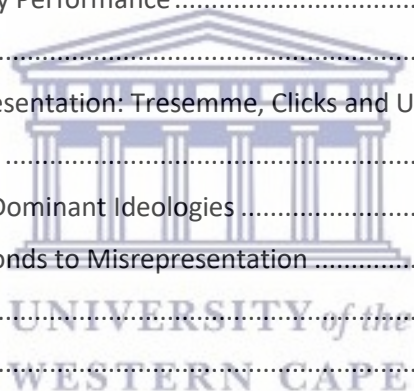 y Performance..............................
..............................................................
esentation: Tresemme, Clicks and U
..............................................................
Dominant Ideologies ..............................
onds to Misrepresentation ....................
UNIVERSITY of the
WESTERN CAPE